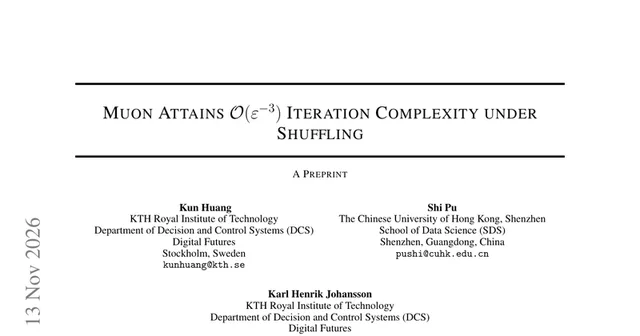 MUON ATTAINS O(ε⁻³) ITERATION COMPLEXITY UNDER
SHUFFLING
A PREPRINT
Kun Huang
KTH Royal Institute of Technology
Department of Decision and Control Systems (DCS)
Digital Futures
Stockholm, Sweden
kunhuang@kth.se
Shi Pu
The Chinese University of Hong Kong, Shenzhen
School of Data Science (SDS)
Shenzhen, Guangdong, China
pushi@cuhk.edu.cn
Karl Henrik Johansson
KTH Royal Institute of Technology
Department of Decision and Control Systems (DCS)
Digital Futures
13 Nov 2026